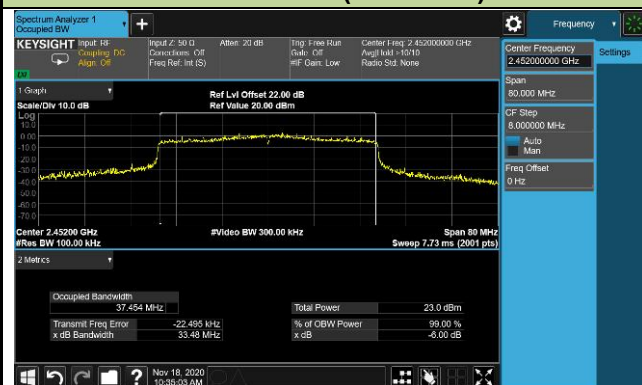 Spectrum Analyzer 1
Occupied BW
+
Frequency
KEYSIGHT
Input: RF
Coupling: DC
Align: Off
Input Z: 50 Ω
Corrections: Off
Freq Ref: Int (S)
Atten: 20 dB
Trig: Free Run
Gate: Off
#IF Gain: Low
Center Freq: 2.452000000 GHz
Avg|Hold >10/10
Radio Std: None
Center Frequency
2.452000000 GHz
Settings
Span
80.000 MHz
CF Step
8.000000 MHz
Auto
Man
Freq Offset
0 Hz
1 Graph
Scale/Div 10.0 dB
Ref Lvl Offset 22.00 dB
Ref Value 20.00 dBm
Log
10.0
0.00
-10.0
-20.0
-30.0
-40.0
-50.0
-60.0
-70.0
Center 2.45200 GHz
#Video BW 300.00 kHz
Span 80 MHz
#Res BW 100.00 kHz
Sweep 7.73 ms (2001 pts)
2 Metrics
Occupied Bandwidth
37.454 MHz
Total Power 23.0 dBm
Transmit Freq Error -22.495 kHz
% of OBW Power 99.00 %
x dB Bandwidth 33.48 MHz
x dB -6.00 dB
?
Nov 18, 2020
10:35:03 AM